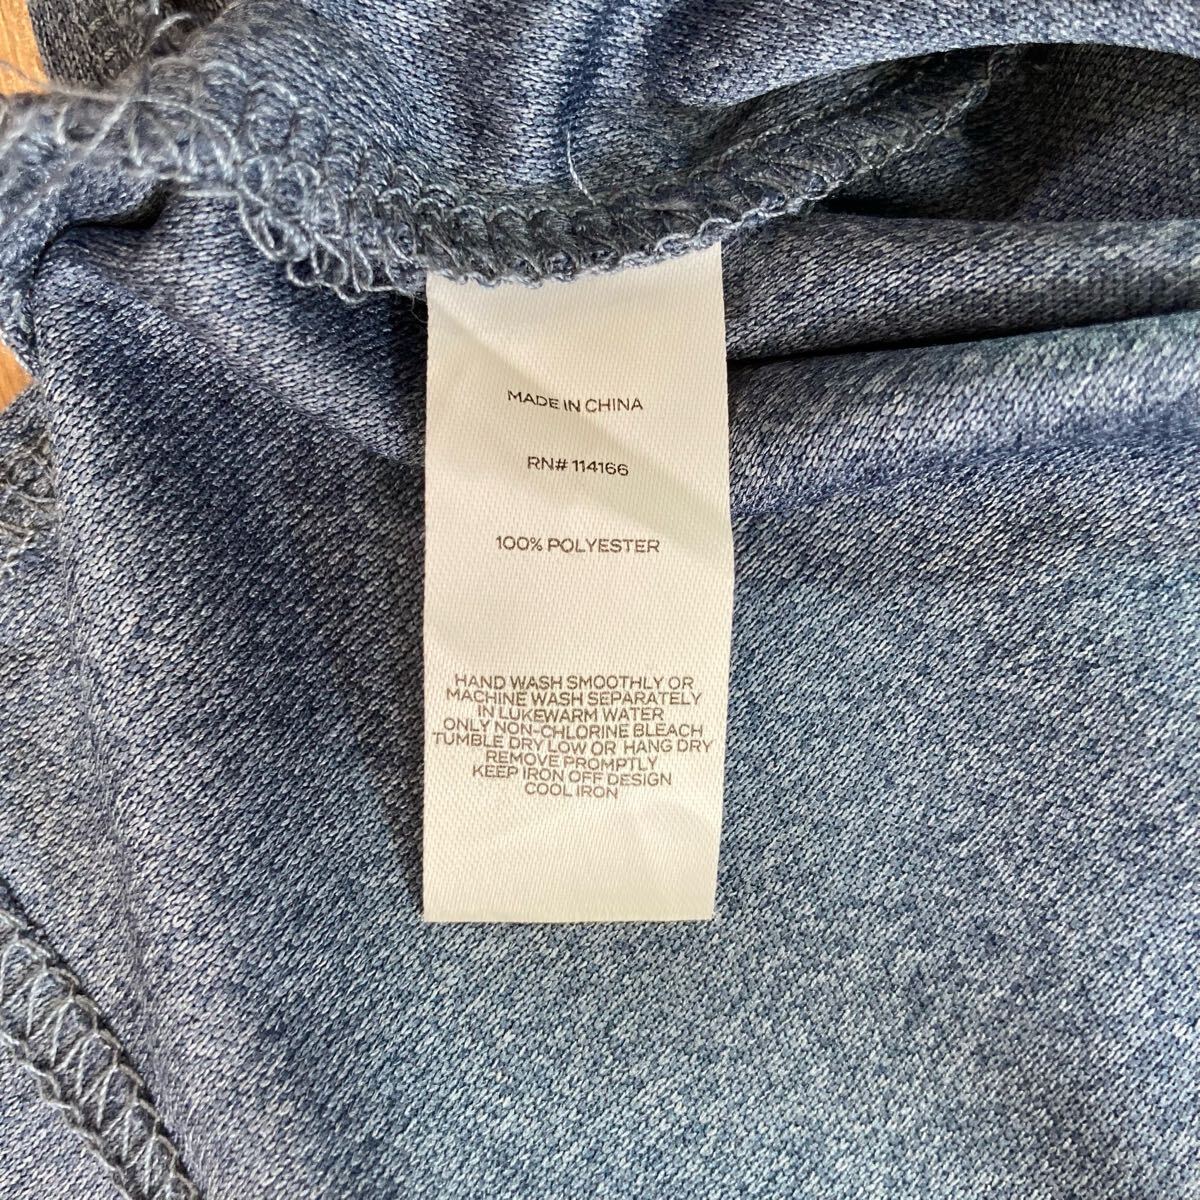 MADE IN CHINA
RN# 114166
100% POLYESTER
HAND WASH SMOOTHLY OR
MACHINE WASH SEPARATELY
IN LUKEWARM WATER
ONLY NON-CHLORINE BLEACH
TUMBLE DRY LOW OR HANG DRY
REMOVE PROMPTLY
KEEP IRON OFF DESIGN
COOL IRON